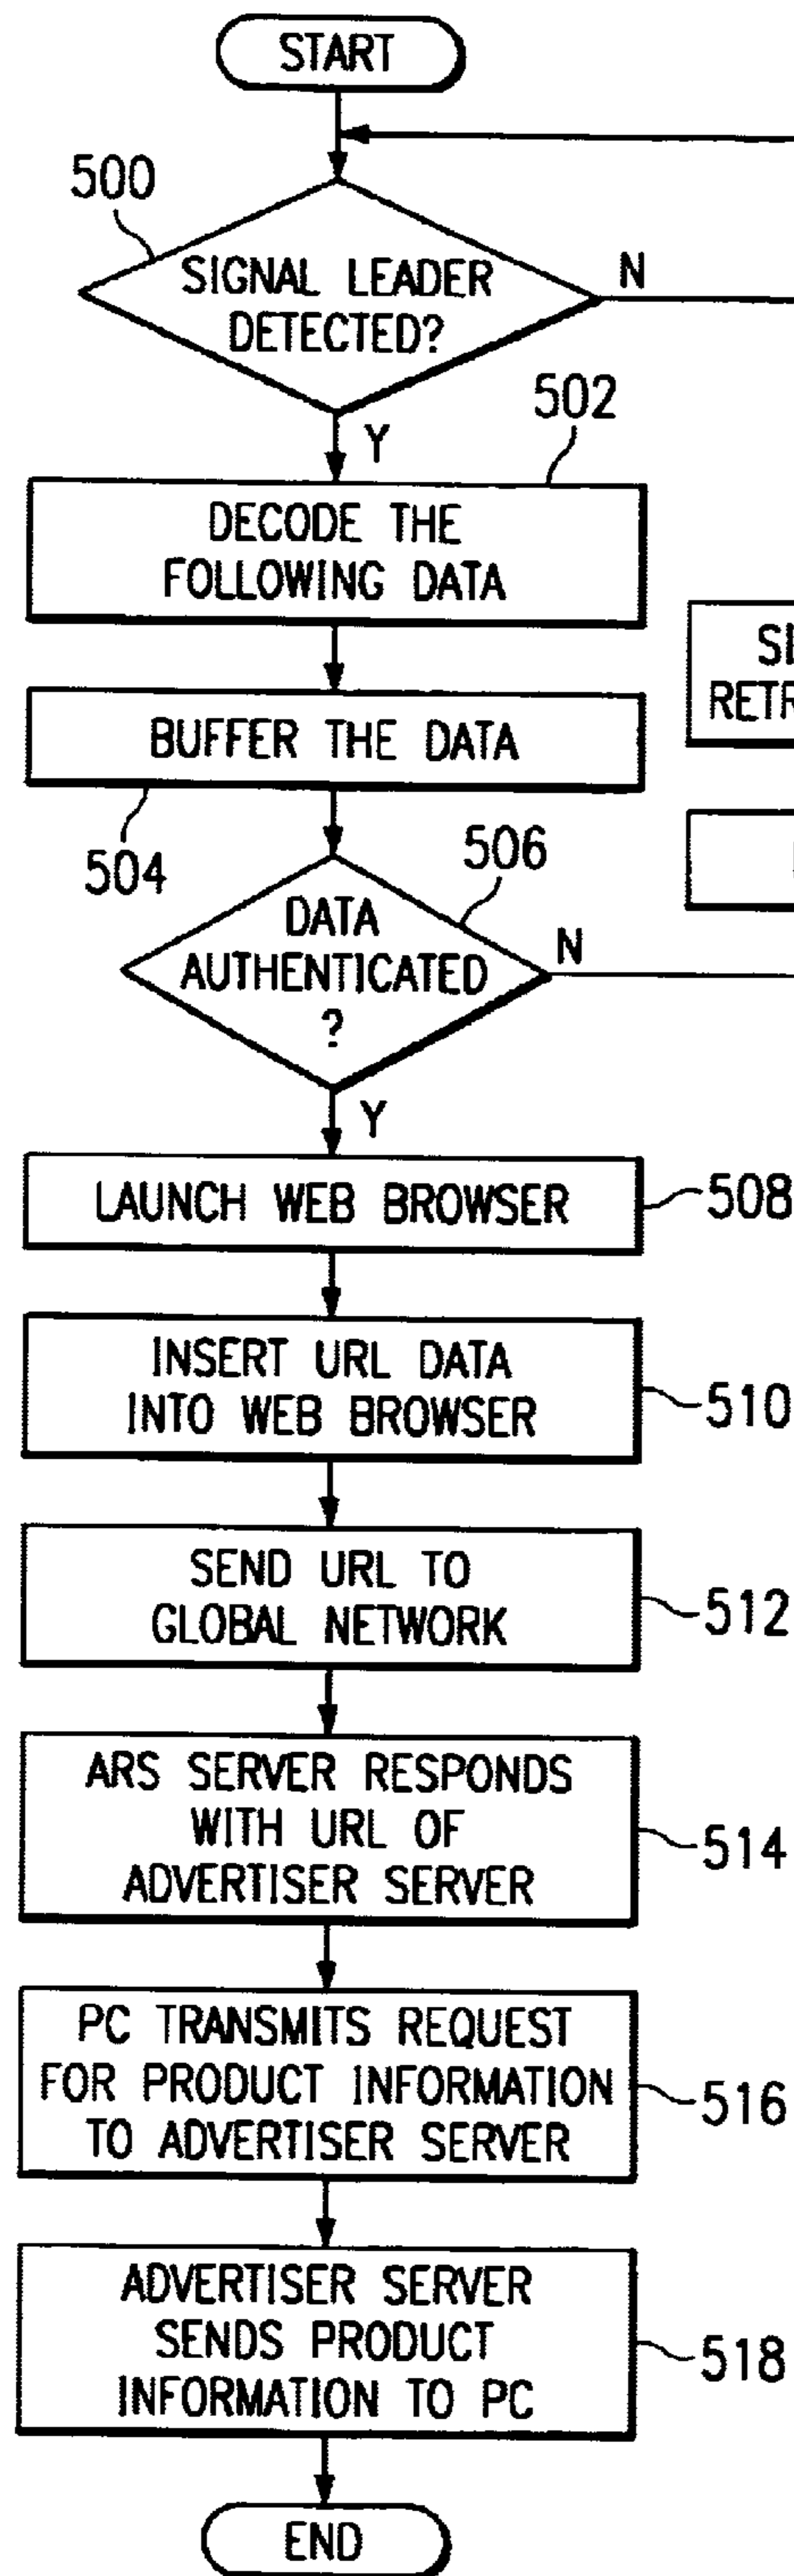 START
500
SIGNAL LEADER
DETECTED?
N
Y
502
DECODE THE
FOLLOWING DATA
BUFFER THE DATA
504
506
DATA
AUTHENTICATED
?
N
Y
LAUNCH WEB BROWSER
508
INSERT URL DATA
INTO WEB BROWSER
510
SEND URL TO
GLOBAL NETWORK
512
ARS SERVER RESPONDS
WITH URL OF
ADVERTISER SERVER
514
PC TRANSMITS REQUEST
FOR PRODUCT INFORMATION
TO ADVERTISER SERVER
516
ADVERTISER SERVER
SENDS PRODUCT
INFORMATION TO PC
518
END